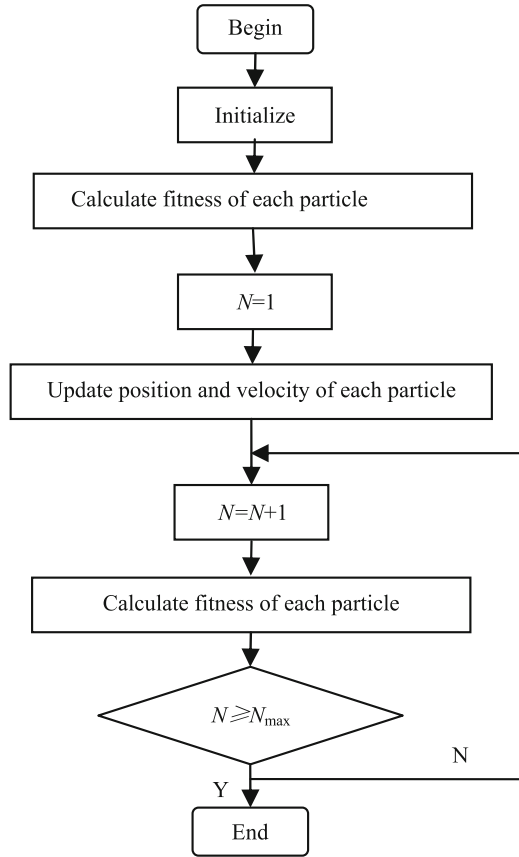 Begin
Initialize
Calculate fitness of each particle
N=1
Update position and velocity of each particle
N=N+1
Calculate fitness of each particle
N⩾Nmax
N
Y
End